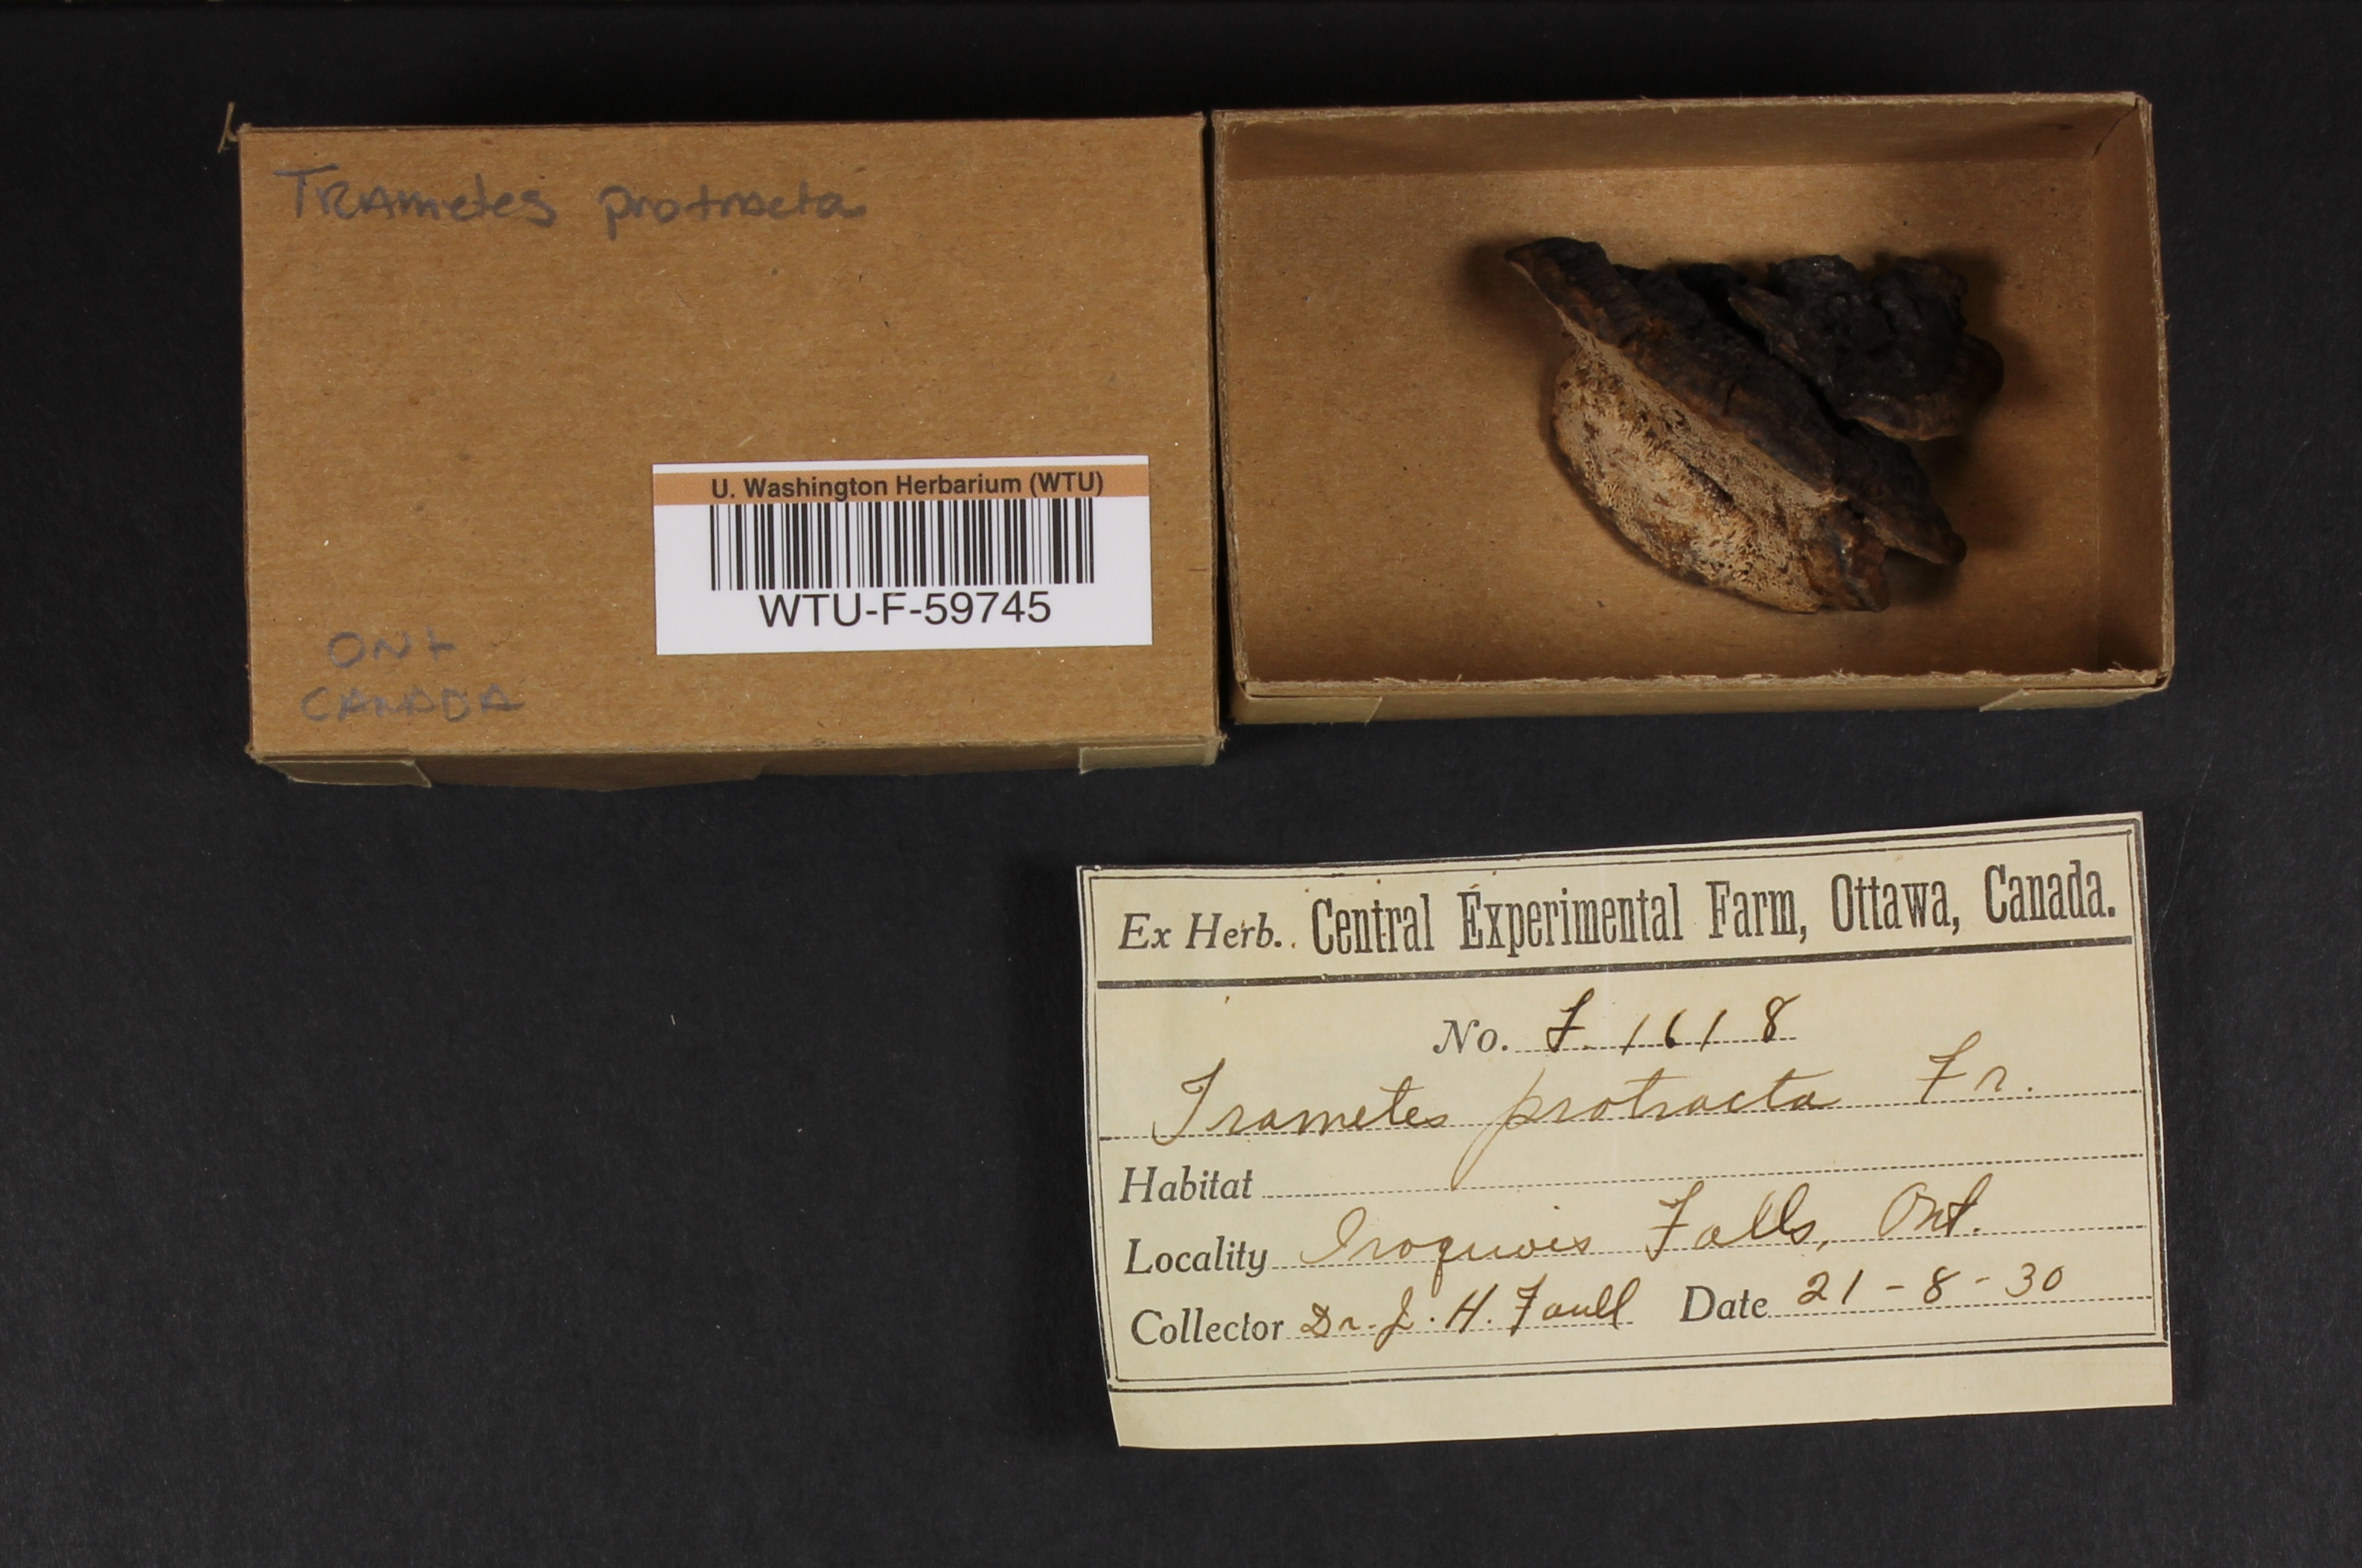 Trametes protracta
U. Washington Herbarium (WTU)
WTU-F-59745
ONT
CANADA
Ex Herb. Central Experimental Farm, Ottawa, Canada.
No. F. 1618
Trametes protracta Fr.
Habitat
Locality Iroquois Falls, Ont.
Collector Dr. J. H. Faull Date 21-8-30